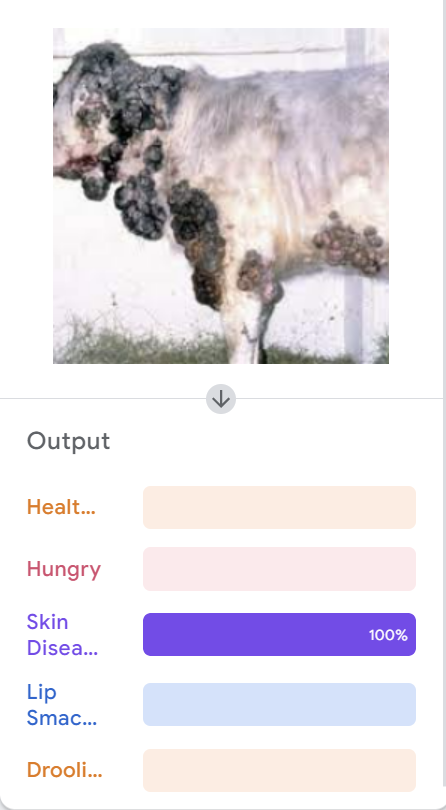 Output
Healt...
Hungry
Skin
Disea...
100%
Lip
Smac...
Drooli...